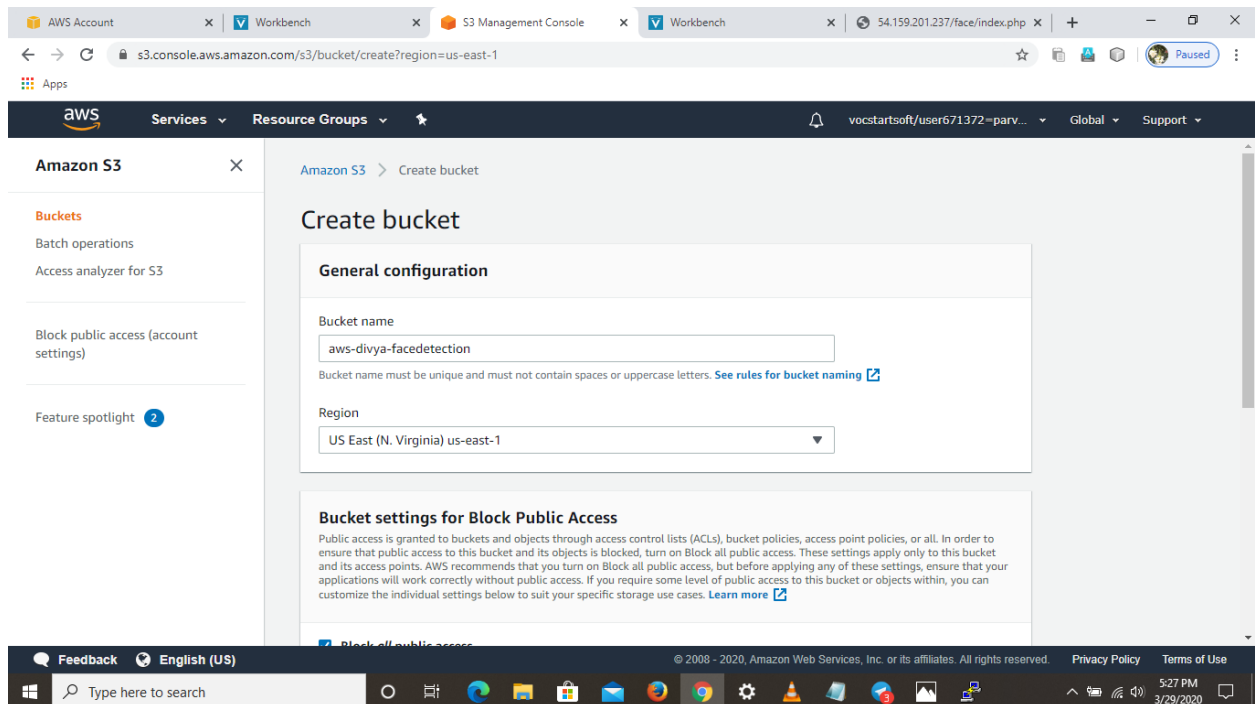 AWS Account
Workbench
S3 Management Console
Workbench
54.159.201.237/face/index.php
s3.console.aws.amazon.com/s3/bucket/create?region=us-east-1
Paused
Apps
aws
Services
Resource Groups
vocstartsoft/user671372=parv...
Global
Support
Amazon S3
Buckets
Batch operations
Access analyzer for S3
Block public access (account
settings)
Feature spotlight 2
Amazon S3 > Create bucket
Create bucket
General configuration
Bucket name
aws-divya-facedetection
Bucket name must be unique and must not contain spaces or uppercase letters. See rules for bucket naming
Region
US East (N. Virginia) us-east-1
Bucket settings for Block Public Access
Public access is granted to buckets and objects through access control lists (ACLs), bucket policies, access point policies, or all. In order to
ensure that public access to this bucket and its objects is blocked, turn on Block all public access. These settings apply only to this bucket
and its access points. AWS recommends that you turn on Block all public access, but before applying any of these settings, ensure that your
applications will work correctly without public access. If you require some level of public access to this bucket or objects within, you can
customize the individual settings below to suit your specific storage use cases. Learn more
Block all public access
Feedback
English (US)
© 2008 - 2020, Amazon Web Services, Inc. or its affiliates. All rights reserved.
Privacy Policy
Terms of Use
Type here to search
3
5:27 PM
3/29/2020